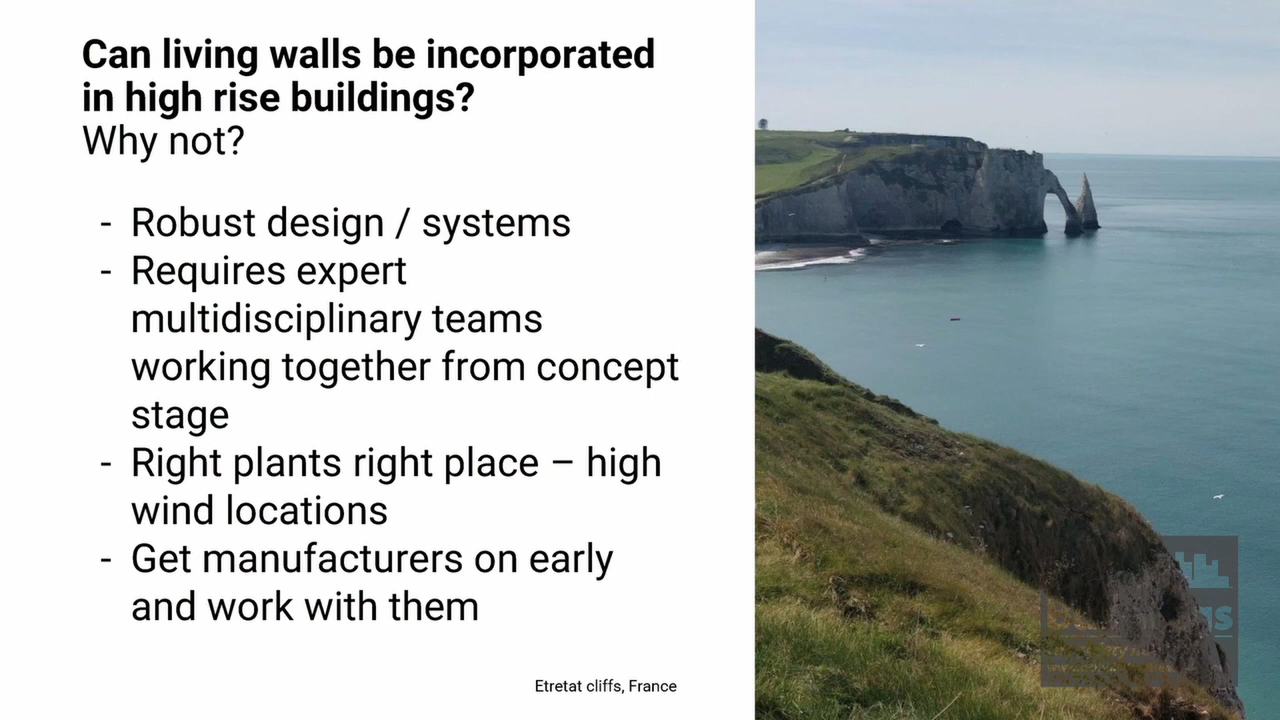 Can living walls be incorporated
in high rise buildings?
Why not?
- Robust design / systems
- Requires expert
multidisciplinary teams
working together from concept
stage
- Right plants right place – high
wind locations
- Get manufacturers on early
and work with them
Etretat cliffs, France